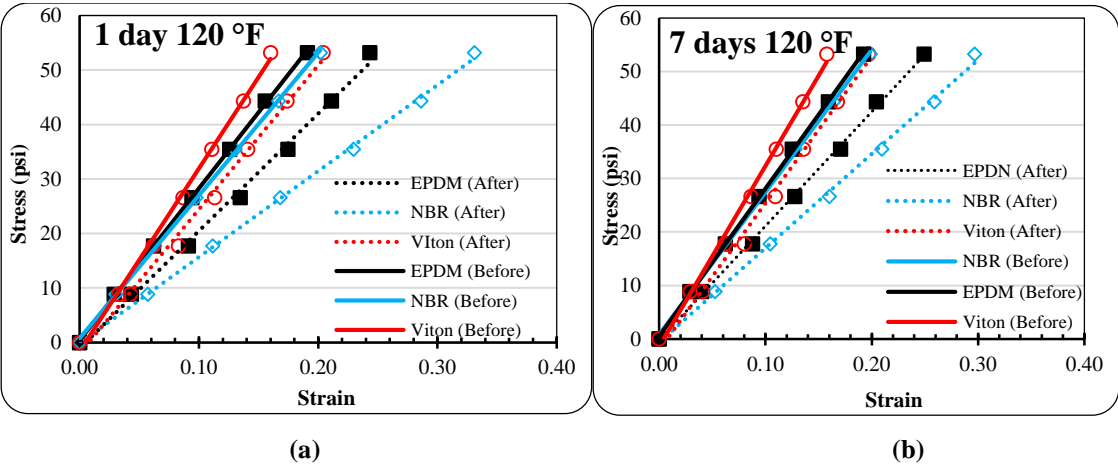 1 day 120 °F
Stress (psi)
60
50
40
30
20
10
0
0.00 0.10 0.20 0.30 0.40
Strain
EPDM (After)
NBR (After)
VIton (After)
EPDM (Before)
NBR (Before)
Viton (Before)
(a)
7 days 120 °F
Stress (psi)
60
50
40
30
20
10
0
0.00 0.10 0.20 0.30 0.40
Strain
EPDN (After)
NBR (After)
Viton (After)
NBR (Before)
EPDM (Before)
Viton (Before)
(b)